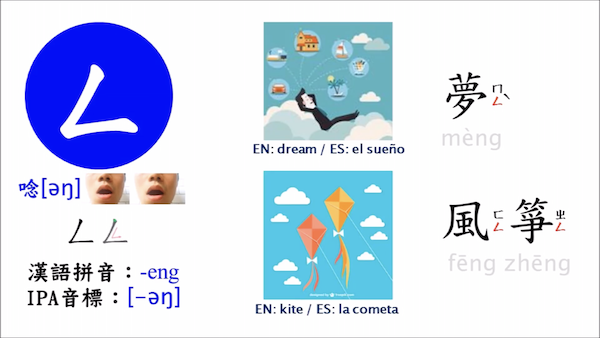 ㄥ
唸[əŋ]
ㄥㄥ
漢語拼音：-eng
IPA音標：[-əŋ]
EN: dream / ES: el sueño
EN: kite / ES: la cometa
夢ㄇㄥˋ
mèng
風ㄈㄥ 箏ㄓㄥ
fēng zhēng